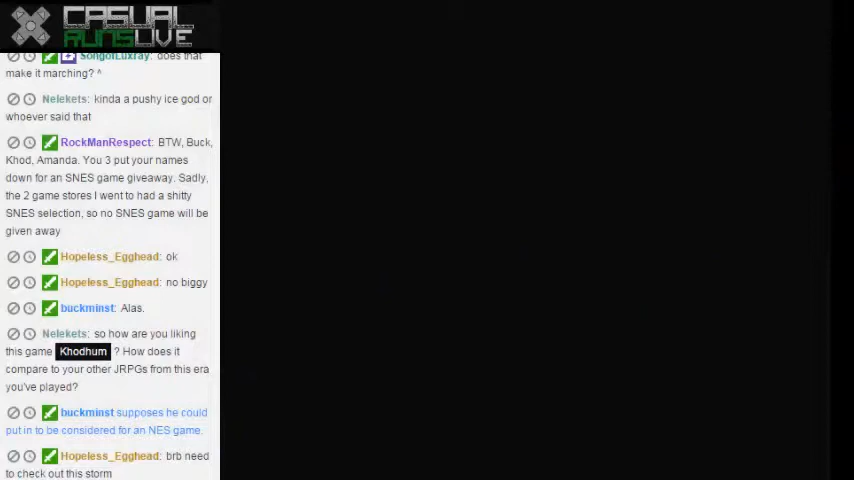 CASUAL
RUNSLIVE
SongofLuxray: does that
make it marching? ^
Nelekets: kinda a pushy ice god or
whoever said that
RockManRespect: BTW, Buck,
Khod, Amanda. You 3 put your names
down for an SNES game giveaway. Sadly,
the 2 game stores I went to had a shitty
SNES selection, so no SNES game will be
given away
Hopeless_Egghead: ok
Hopeless_Egghead: no biggy
buckminst: Alas.
Nelekets: so how are you liking
this game Khodhum ? How does it
compare to your other JRPGs from this era
you've played?
buckminst supposes he could
put in to be considered for an NES game.
Hopeless_Egghead: brb need
to check out this storm